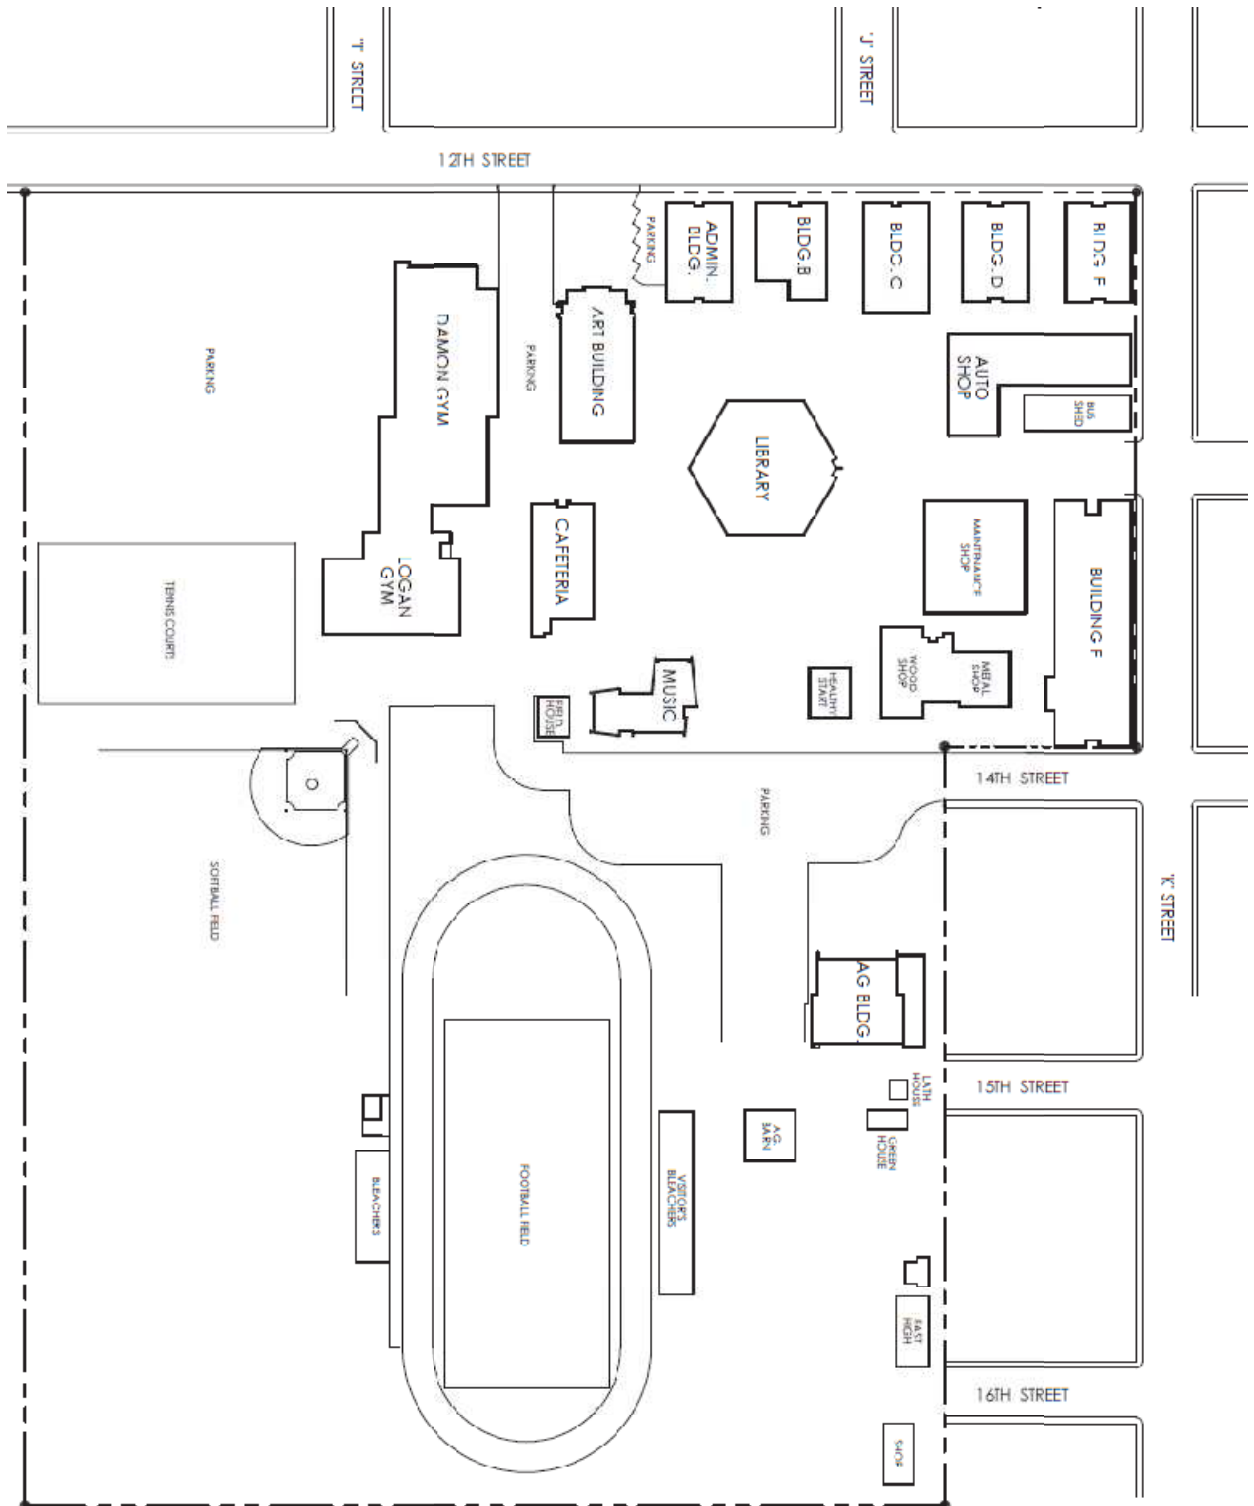 "I" STREET
"J" STREET
12TH STREET
PARKING
ADMIN.
BLDG.
BLDG.B
BLDG. C
BLDG. D
BLDG F
DAMON GYM
PARKING
PARKING
ART BUILDING
AUTO
SHOP
BUS
SHED
LIBRARY
LOGAN
GYM
CAFETERIA
MAINTENANCE
SHOP
BUILDING F
TENNIS COURTS
MUSIC
FIELD
HOUSE
HEALTHY
START
WOOD
SHOP
METAL
SHOP
14TH STREET
PARKING
SOFTBALL FIELD
"K" STREET
AG BLDG.
LATH
HOUSE
15TH STREET
AG.
BARN
GREEN
HOUSE
BLEACHERS
FOOTBALL FIELD
VISITOR'S
BLEACHERS
EAST
HIGH
16TH STREET
SHOP